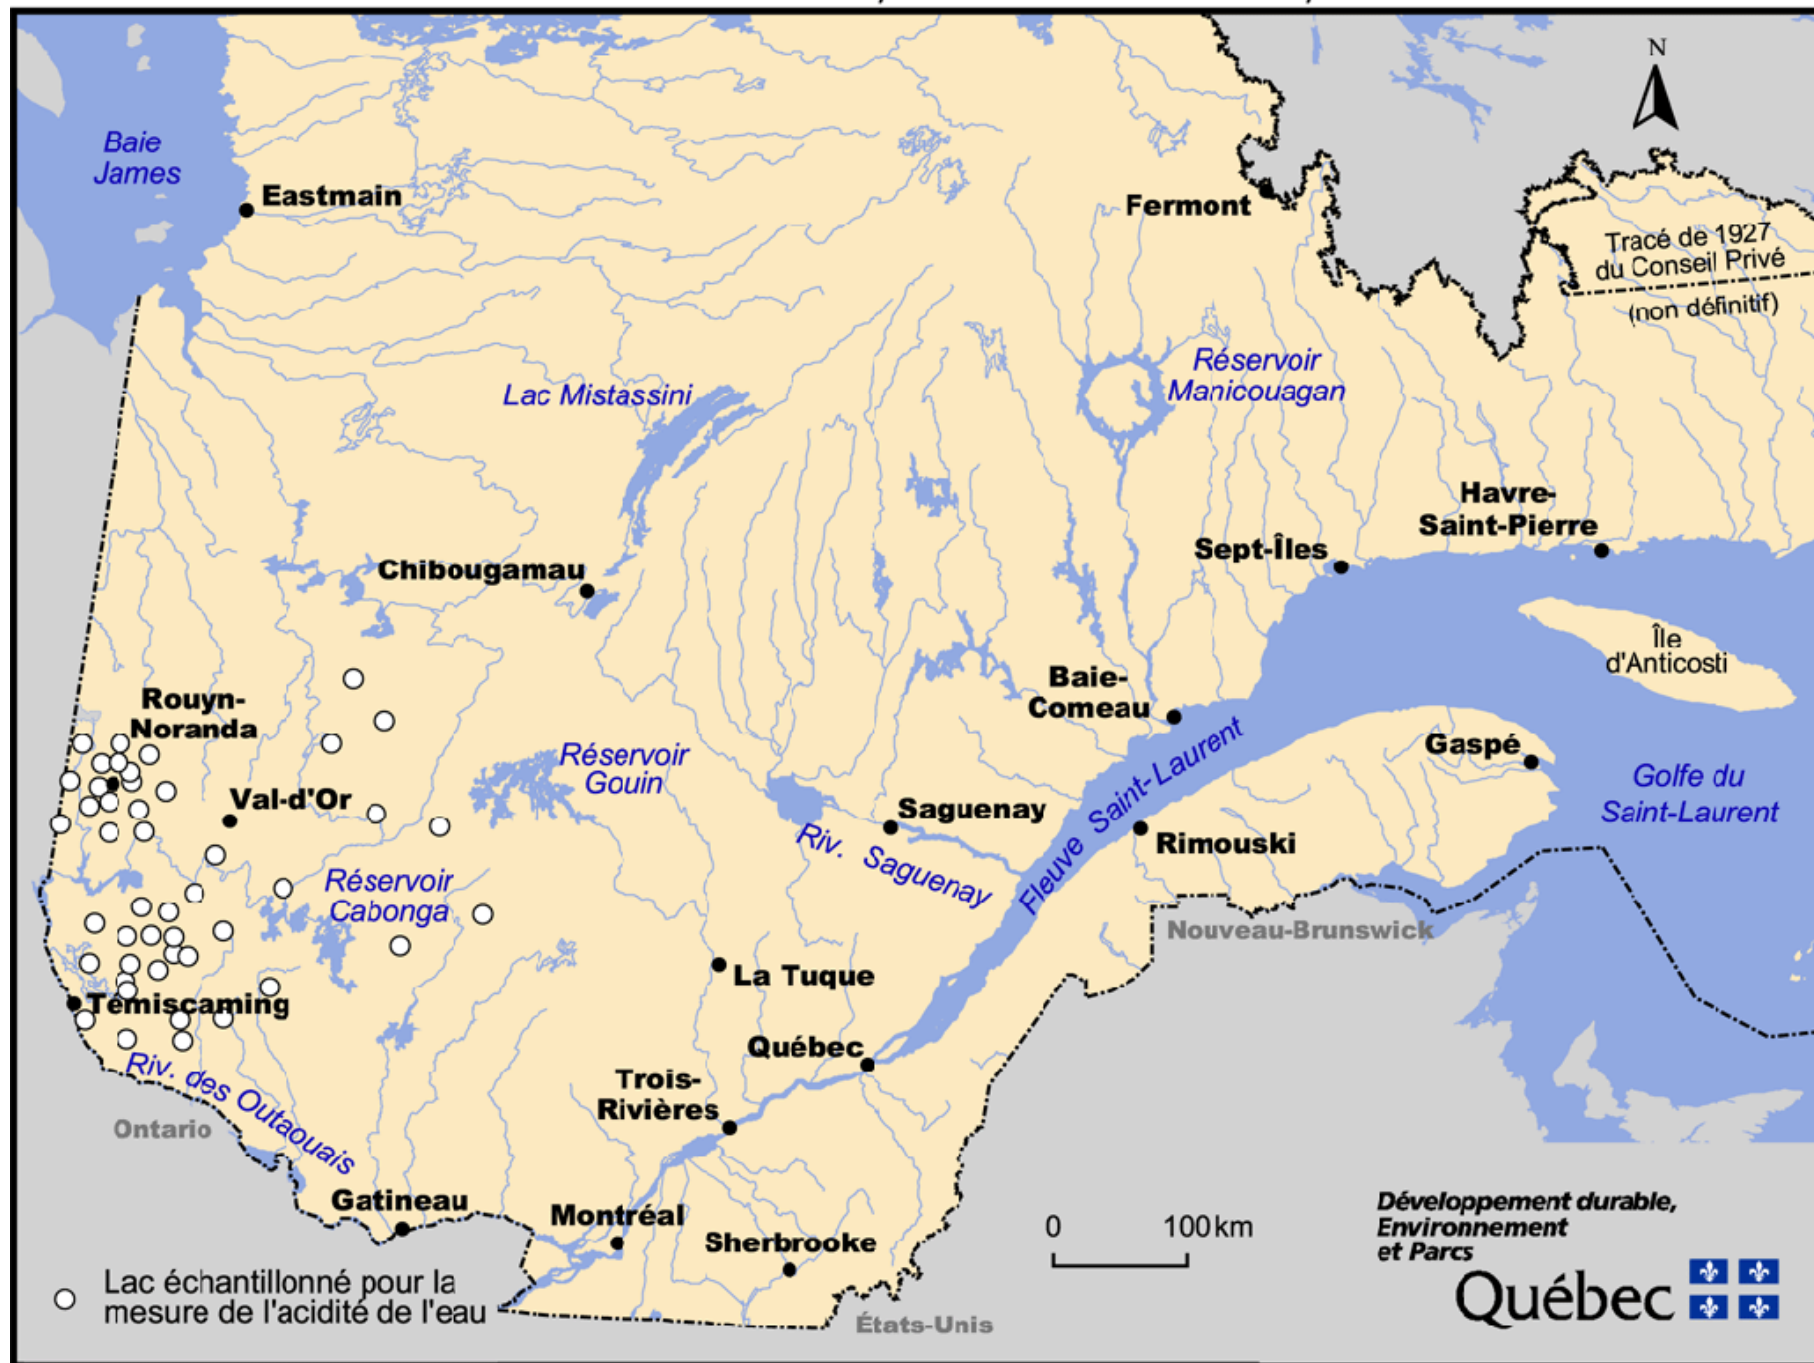 N
Baie
James
Eastmain
Fermont
Tracé de 1927
du Conseil Privé
(non définitif)
Réservoir
Manicouagan
Lac Mistassini
Havre-
Saint-Pierre
Sept-Îles
Chibougamau
Île
d'Anticosti
Baie-
Comeau
Rouyn-
Noranda
Gaspé
Réservoir
Gouin
Golfe du
Saint-Laurent
Val-d'Or
Saguenay
Fleuve Saint-Laurent
Rimouski
Riv. Saguenay
Réservoir
Cabonga
Nouveau-Brunswick
La Tuque
Témiscaming
Québec
Riv. des Outaouais
Trois-
Rivières
Ontario
Gatineau
Montréal
Sherbrooke
0 100 km
Développement durable,
Environnement
et Parcs
Québec
Lac échantillonné pour la
mesure de l'acidité de l'eau
États-Unis